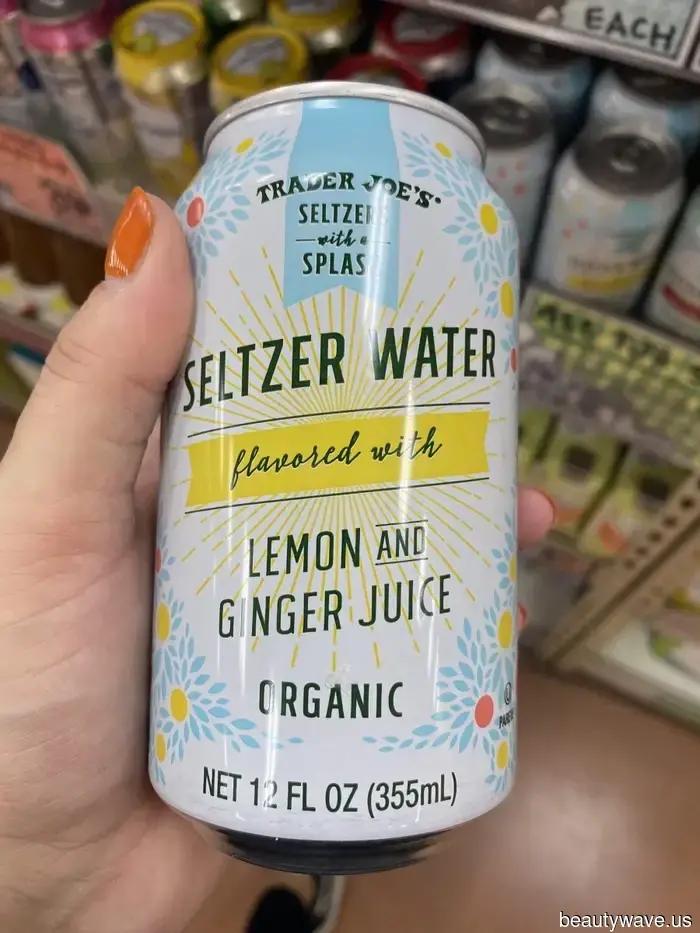 EACH
TRADER JOE'S
SELTZER
with a
SPLASH
SELTZER WATER
flavored with
LEMON AND
GINGER JUICE
ORGANIC
NET 12 FL OZ (355mL)
beautywave.us